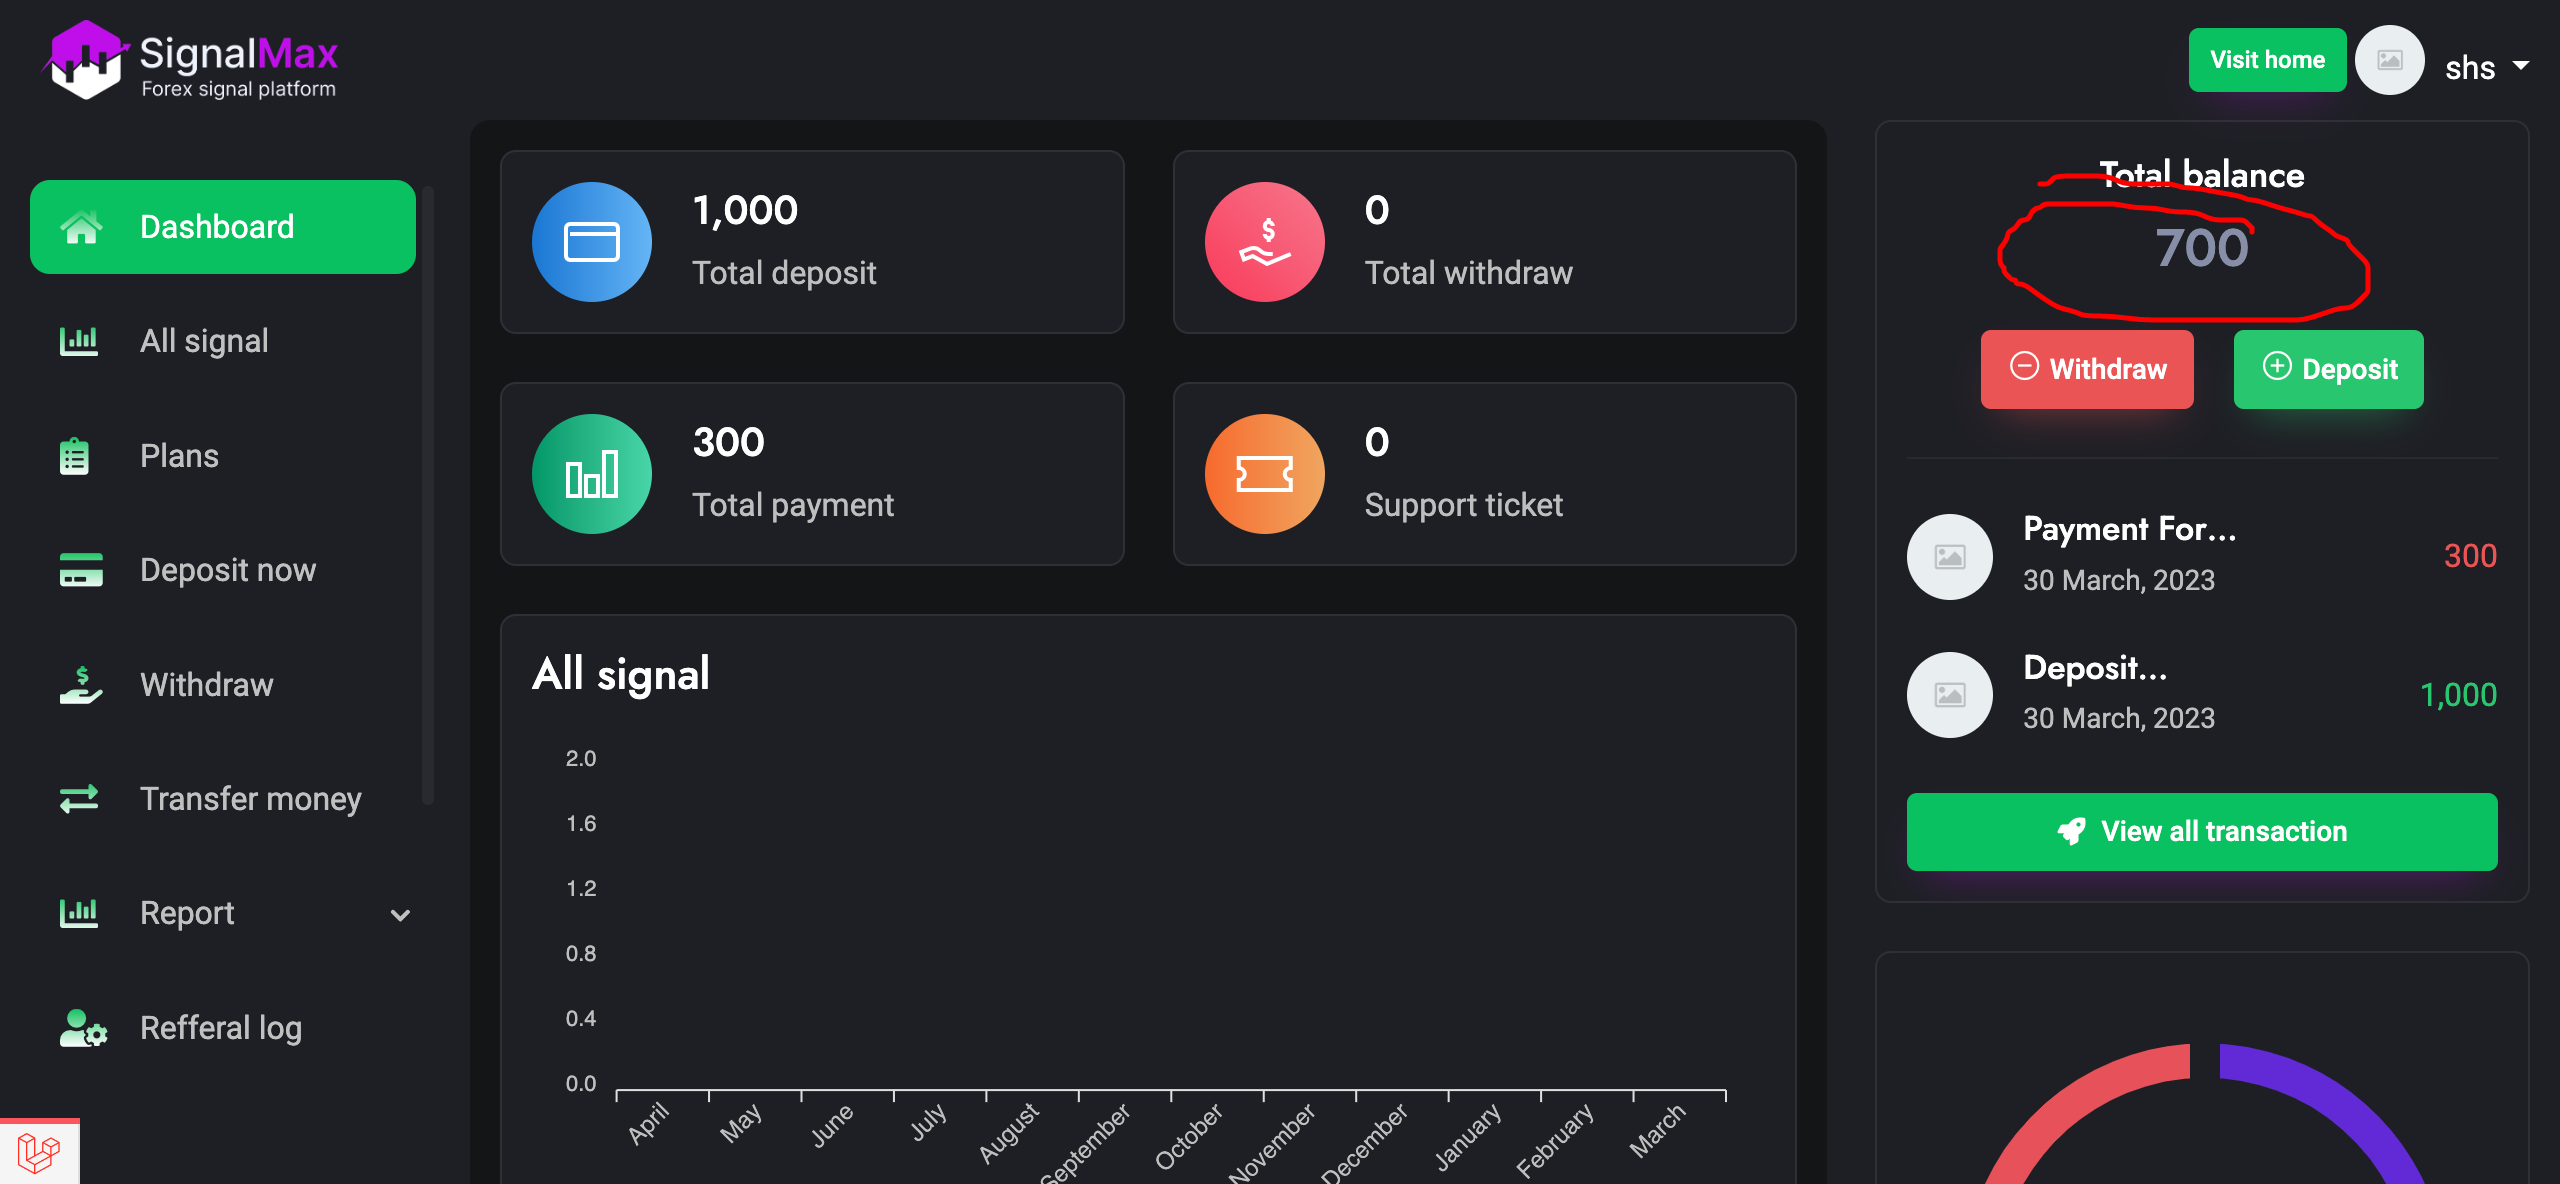 SignalMax
Forex signal platform
Visit home
shs
Dashboard
All signal
Plans
Deposit now
Withdraw
Transfer money
Report
Refferal log
1,000
Total deposit
0
Total withdraw
300
Total payment
0
Support ticket
All signal
2.0
1.6
1.2
0.8
0.4
0.0
April
May
June
July
August
September
October
November
December
January
February
March
Total balance
700
Withdraw
Deposit
Payment For...
30 March, 2023
300
Deposit...
30 March, 2023
1,000
View all transaction